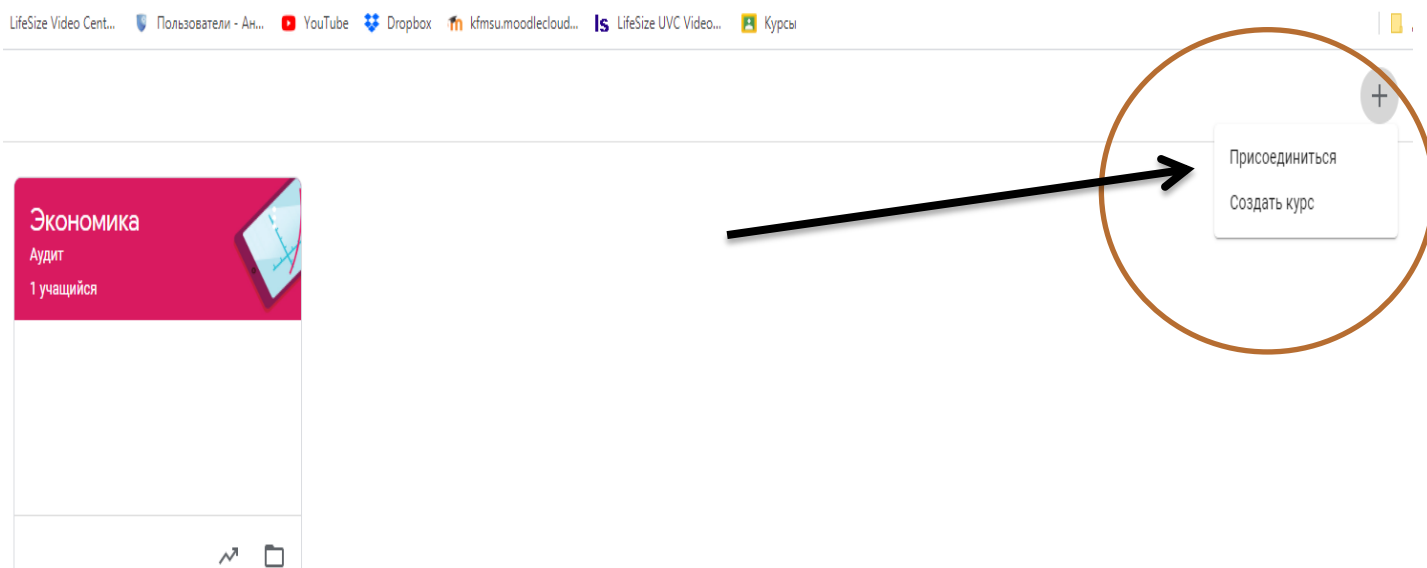 LifeSize Video Cent... Пользователи - Ан... YouTube Dropbox kfmsu.moodlecloud... LifeSize UVC Video... Курсы
+
Присоединиться
Создать курс
Экономика
Аудит
1 учащийся